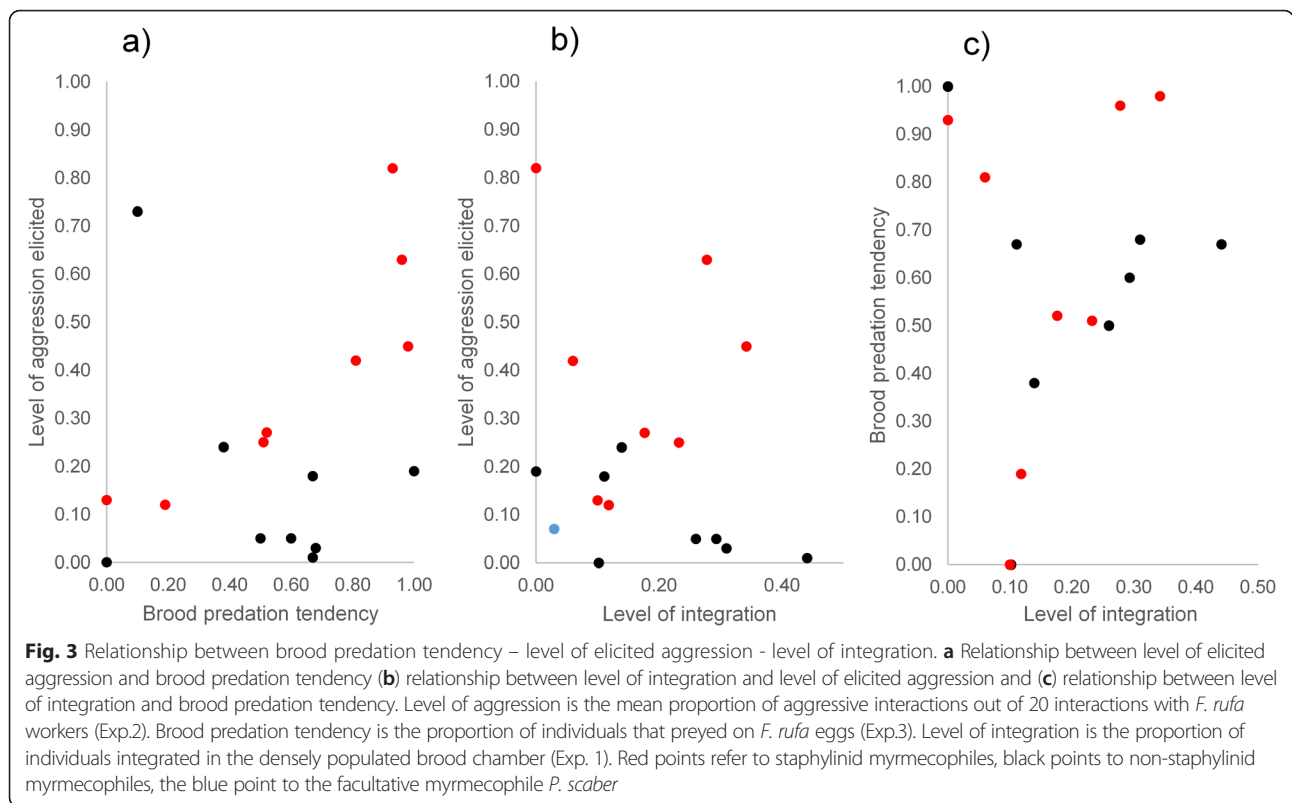 a)
1.00
0.90
0.80
0.70
0.60
0.50
0.40
0.30
0.20
0.10
0.00
Level of aggression elicited
0.00 0.20 0.40 0.60 0.80 1.00
Brood predation tendency
b)
1.00
0.90
0.80
0.70
0.60
0.50
0.40
0.30
0.20
0.10
0.00
Level of aggression elicited
0.00 0.20 0.40
Level of integration
c)
1.00
0.90
0.80
0.70
0.60
0.50
0.40
0.30
0.20
0.10
0.00
Brood predation tendency
0.00 0.10 0.20 0.30 0.40 0.50
Level of integration
Fig. 3 Relationship between brood predation tendency – level of elicited aggression - level of integration. a Relationship between level of elicited
aggression and brood predation tendency (b) relationship between level of integration and level of elicited aggression and (c) relationship between level
of integration and brood predation tendency. Level of aggression is the mean proportion of aggressive interactions out of 20 interactions with F. rufa
workers (Exp.2). Brood predation tendency is the proportion of individuals that preyed on F. rufa eggs (Exp.3). Level of integration is the proportion of
individuals integrated in the densely populated brood chamber (Exp. 1). Red points refer to staphylinid myrmecophiles, black points to non-staphylinid
myrmecophiles, the blue point to the facultative myrmecophile P. scaber